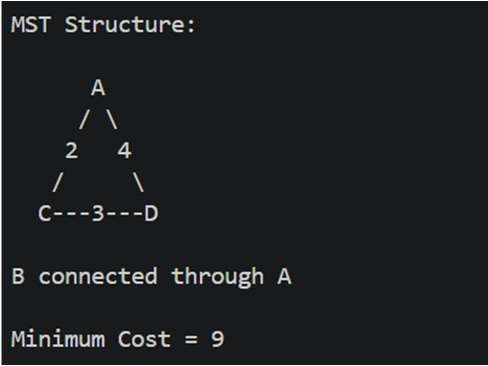 MST Structure:
A
/ \
2 4
/ \
C---3---D
B connected through A
Minimum Cost = 9